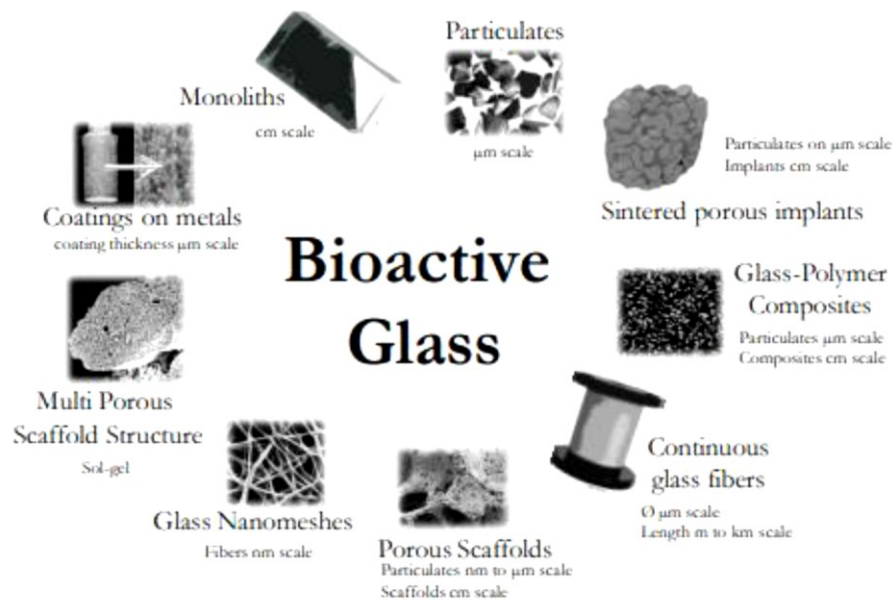 Particulates
μm scale
Monoliths
cm scale
Particulates on μm scale
Implants cm scale
Sintered porous implants
Coatings on metals
coating thickness μm scale
Bioactive
Glass
Glass-Polymer
Composites
Particulates μm scale
Composites cm scale
Multi Porous
Scaffold Structure
Sol-gel
Continuous
glass fibers
Ø μm scale
Length m to km scale
Glass Nanomeshes
Fibers nm scale
Porous Scaffolds
Particulates nm to μm scale
Scaffolds cm scale